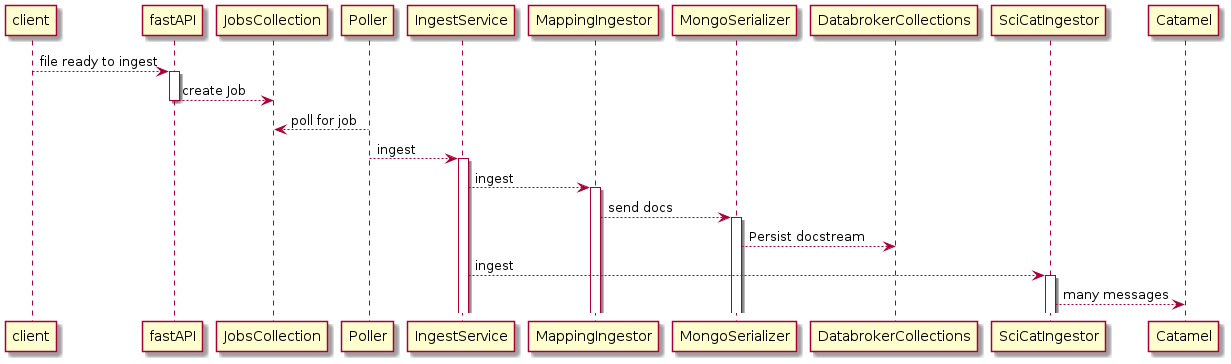 client fastAPI JobsCollection Poller IngestService MappingIngestor MongoSerializer DatabrokerCollections SciCatIngestor Catamel
file ready to ingest
create Job
poll for job
ingest
ingest
send docs
Persist docstream
ingest
many messages
client fastAPI JobsCollection Poller IngestService MappingIngestor MongoSerializer DatabrokerCollections SciCatIngestor Catamel